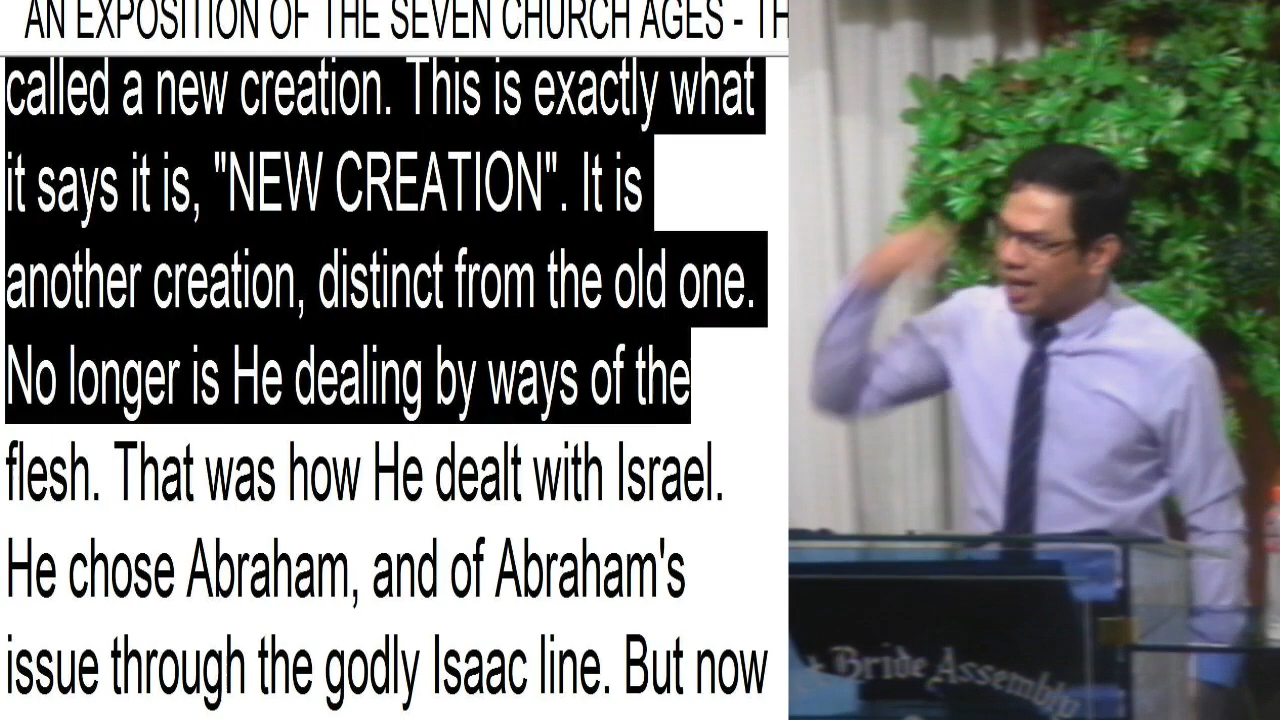 AN EXPOSITION OF THE SEVEN CHURCH AGES - TH
called a new creation. This is exactly what
it says it is, "NEW CREATION". It is
another creation, distinct from the old one.
No longer is He dealing by ways of the
flesh. That was how He dealt with Israel.
He chose Abraham, and of Abraham's
issue through the godly Isaac line. But now
Bride Assembly